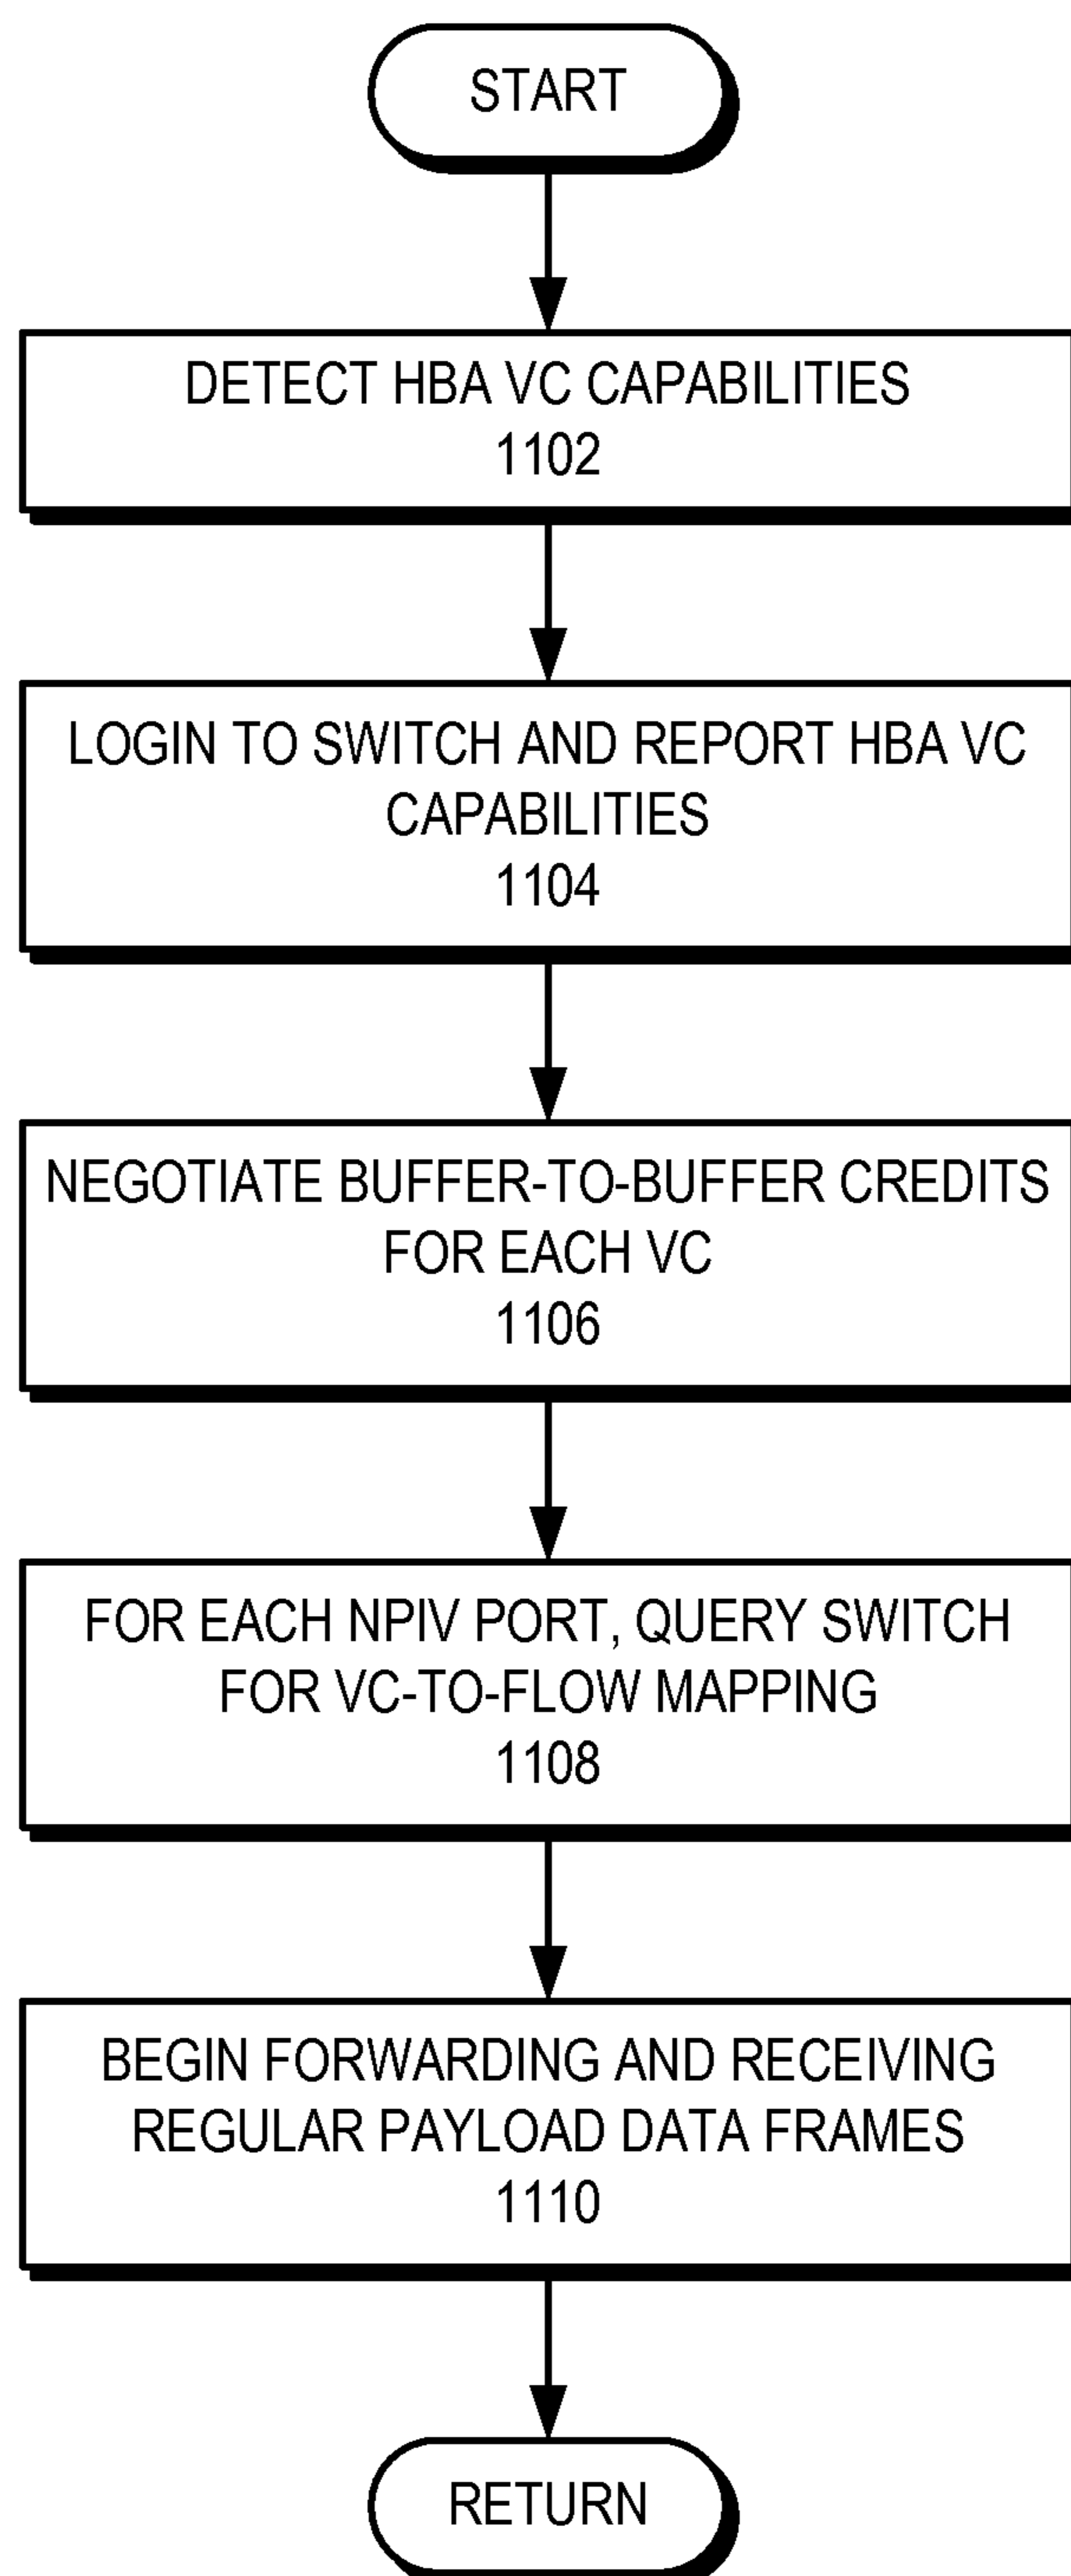 START
DETECT HBA VC CAPABILITIES
1102
LOGIN TO SWITCH AND REPORT HBA VC
CAPABILITIES
1104
NEGOTIATE BUFFER-TO-BUFFER CREDITS
FOR EACH VC
1106
FOR EACH NPIV PORT, QUERY SWITCH
FOR VC-TO-FLOW MAPPING
1108
BEGIN FORWARDING AND RECEIVING
REGULAR PAYLOAD DATA FRAMES
1110
RETURN